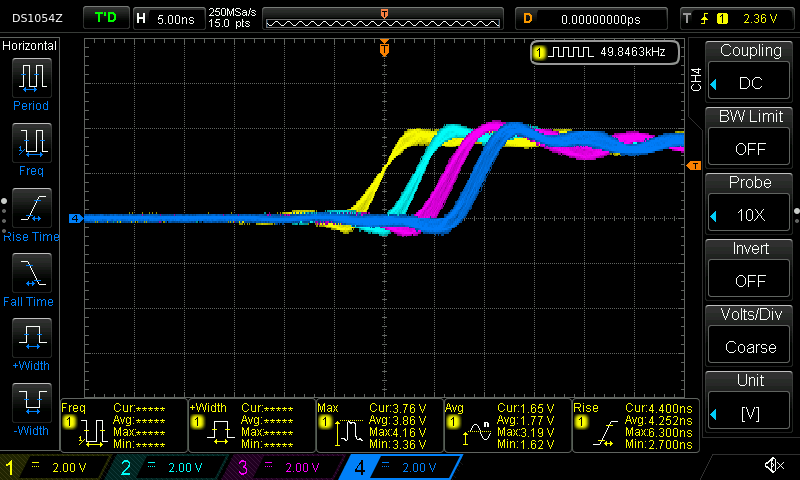 DS1054Z T'D H 5.00ns 250MSa/s 15.0 pts D 0.00000000ps T 1 2.36 V
Horizontal
Period
Freq
Rise Time
Fall Time
+Width
-Width
T
1 49.8463kHz
4
T
CH4
Coupling
DC
BW Limit
OFF
Probe
10X
Invert
OFF
Volts/Div
Coarse
Unit
[V]
Freq
1
Cur:*****
Avg:*****
Max:*****
Min:*****
+Width
1
Cur:*****
Avg:*****
Max:*****
Min:*****
Max
1
Cur:3.76 V
Avg:3.86 V
Max:4.16 V
Min:3.36 V
Avg
1
Cur:1.65 V
Avg:1.77 V
Max:3.19 V
Min:1.62 V
Rise
1
Cur:4.400ns
Avg:4.252ns
Max:6.300ns
Min:2.700ns
1 2.00 V 2 2.00 V 3 2.00 V 4 2.00 V